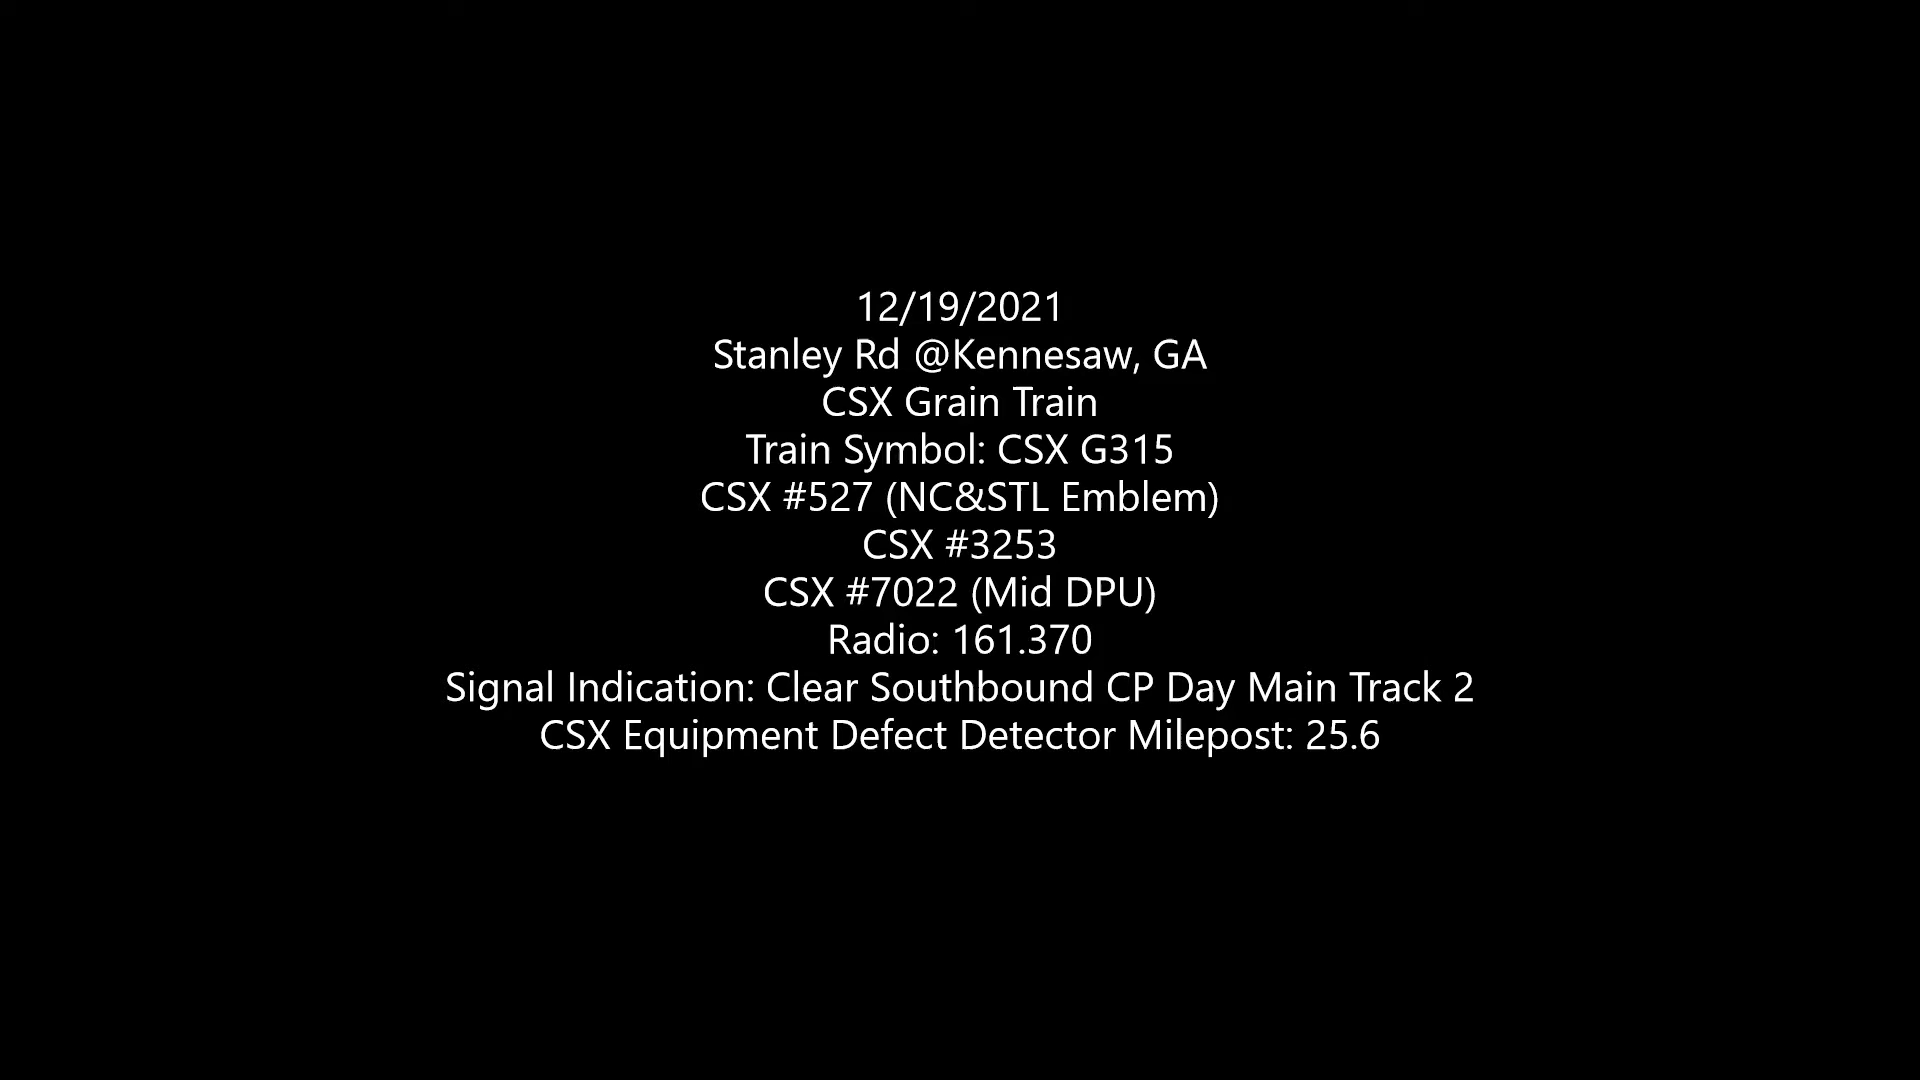 12/19/2021
Stanley Rd @Kennesaw, GA
CSX Grain Train
Train Symbol: CSX G315
CSX #527 (NC&STL Emblem)
CSX #3253
CSX #7022 (Mid DPU)
Radio: 161.370
Signal Indication: Clear Southbound CP Day Main Track 2
CSX Equipment Defect Detector Milepost: 25.6